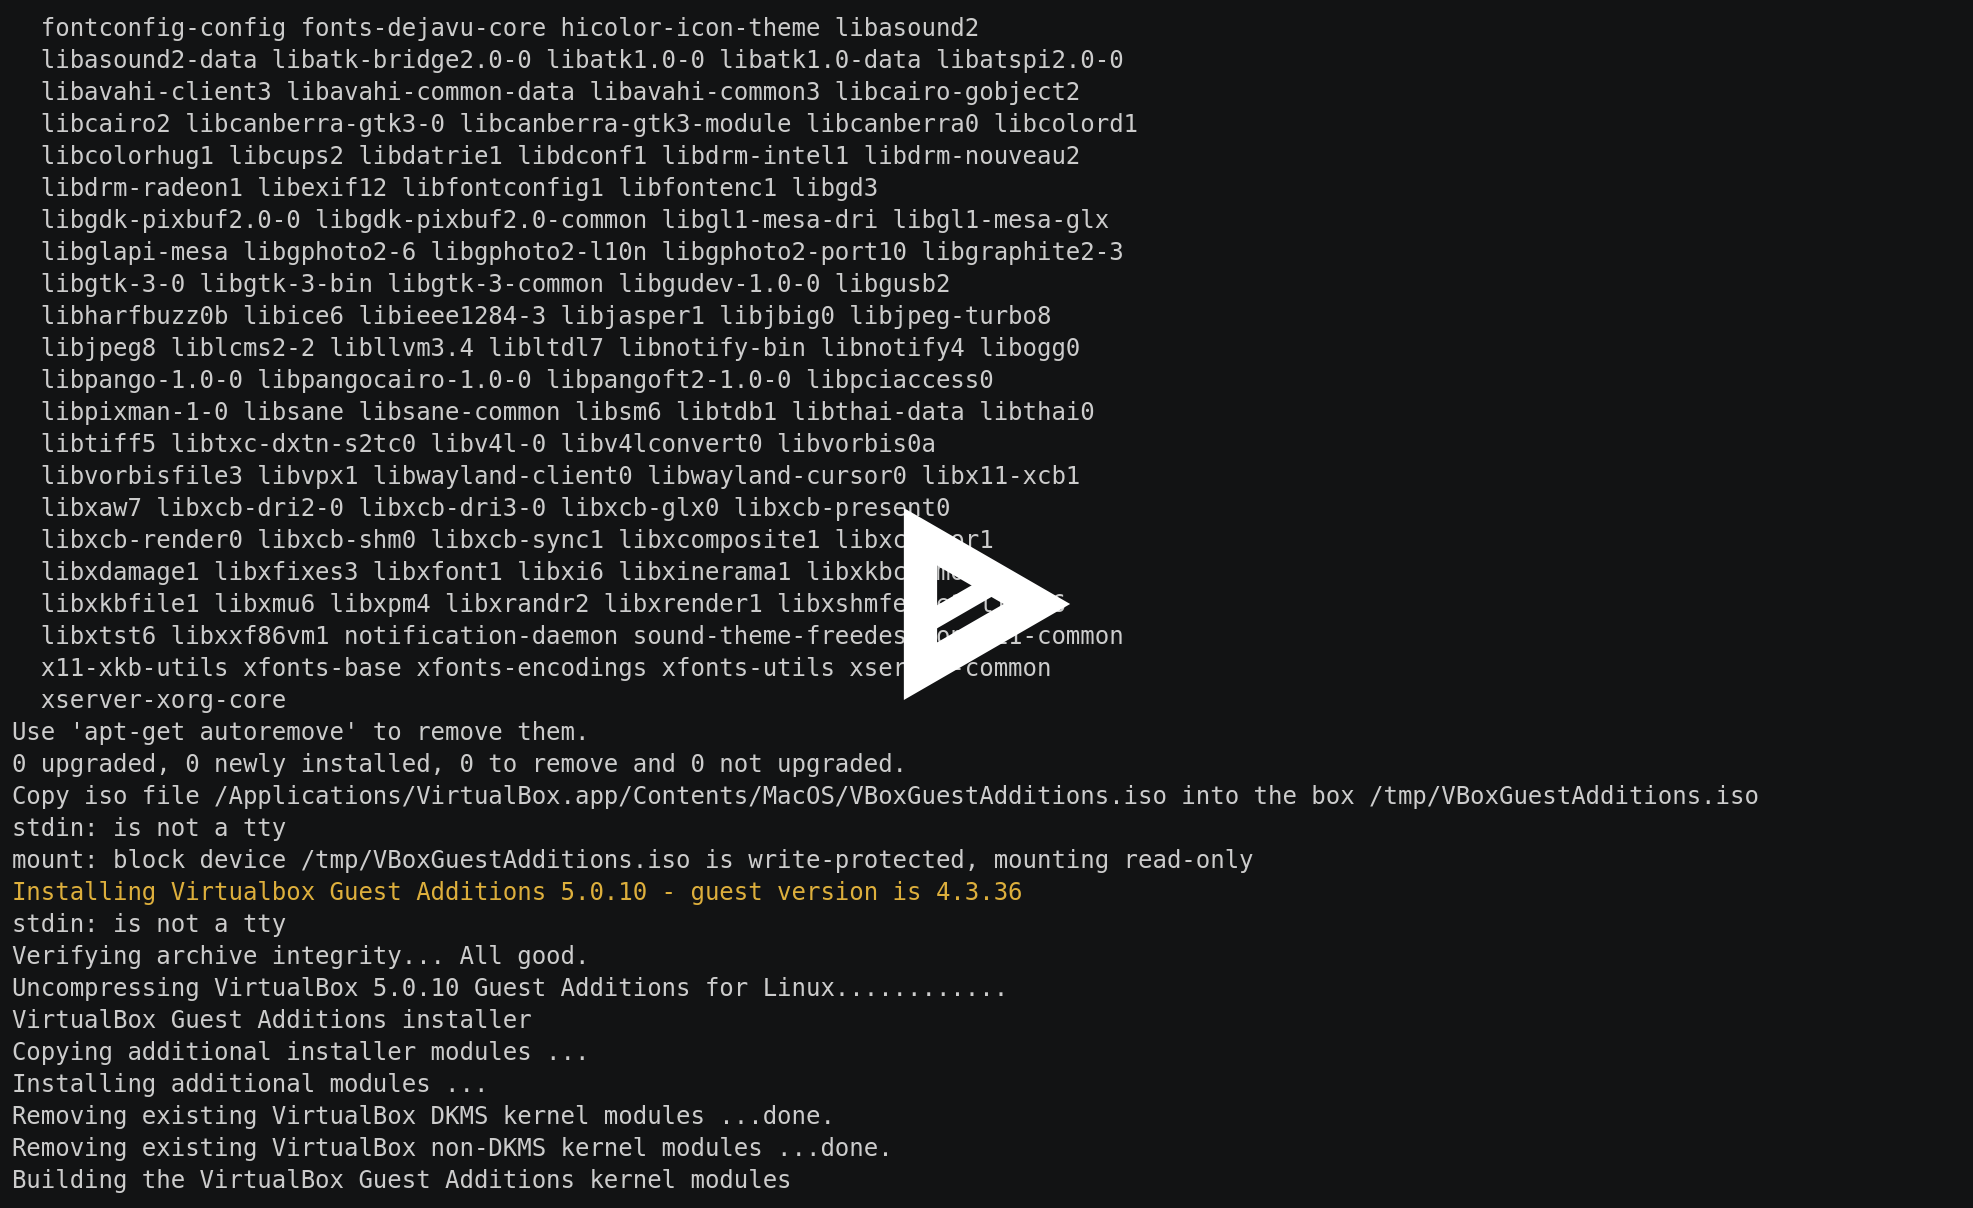 fontconfig-config fonts-dejavu-core hicolor-icon-theme libasound2
libasound2-data libatk-bridge2.0-0 libatk1.0-0 libatk1.0-data libatspi2.0-0
libavahi-client3 libavahi-common-data libavahi-common3 libcairo-gobject2
libcairo2 libcanberra-gtk3-0 libcanberra-gtk3-module libcanberra0 libcolord1
libcolorhug1 libcups2 libdatrie1 libdconf1 libdrm-intel1 libdrm-nouveau2
libdrm-radeon1 libexif12 libfontconfig1 libfontenc1 libgd3
libgdk-pixbuf2.0-0 libgdk-pixbuf2.0-common libgl1-mesa-dri libgl1-mesa-glx
libglapi-mesa libgphoto2-6 libgphoto2-l10n libgphoto2-port10 libgraphite2-3
libgtk-3-0 libgtk-3-bin libgtk-3-common libgudev-1.0-0 libgusb2
libharfbuzz0b libice6 libieee1284-3 libjasper1 libjbig0 libjpeg-turbo8
libjpeg8 liblcms2-2 libllvm3.4 libltdl7 libnotify-bin libnotify4 libogg0
libpango-1.0-0 libpangocairo-1.0-0 libpangoft2-1.0-0 libpciaccess0
libpixman-1-0 libsane libsane-common libsm6 libtdb1 libthai-data libthai0
libtiff5 libtxc-dxtn-s2tc0 libv4l-0 libv4lconvert0 libvorbis0a
libvorbisfile3 libvpx1 libwayland-client0 libwayland-cursor0 libx11-xcb1
libxaw7 libxcb-dri2-0 libxcb-dri3-0 libxcb-glx0 libxcb-present0
libxcb-render0 libxcb-shm0 libxcb-sync1 libxcomposite1
libxdamage1 libxfixes3 libxfont1 libxi6 libxinerama1
libxkbfile1 libxmu6 libxpm4 libxrandr2 libxrender1
libxtst6 libxxf86vm1 notification-daemon
x11-xkb-utils xfonts-base xfonts-encodings xfonts-utils
xserver-xorg-core
Use 'apt-get autoremove' to remove them.
0 upgraded, 0 newly installed, 0 to remove and 0 not upgraded.
Copy iso file /Applications/VirtualBox.app/Contents/MacOS/VBoxGuestAdditions.iso into the box /tmp/VBoxGuestAdditions.iso
stdin: is not a tty
mount: block device /tmp/VBoxGuestAdditions.iso is write-protected, mounting read-only
Installing Virtualbox Guest Additions 5.0.10 - guest version is 4.3.36
stdin: is not a tty
Verifying archive integrity... All good.
Uncompressing VirtualBox 5.0.10 Guest Additions for Linux............
VirtualBox Guest Additions installer
Copying additional installer modules ...
Installing additional modules ...
Removing existing VirtualBox DKMS kernel modules ...done.
Removing existing VirtualBox non-DKMS kernel modules ...done.
Building the VirtualBox Guest Additions kernel modules